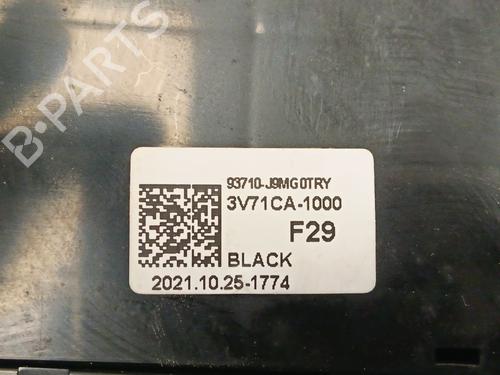 B-PARTS
93710-J9MG0TRY
3V71CA-1000
F29
BLACK
2021.10.25-1774